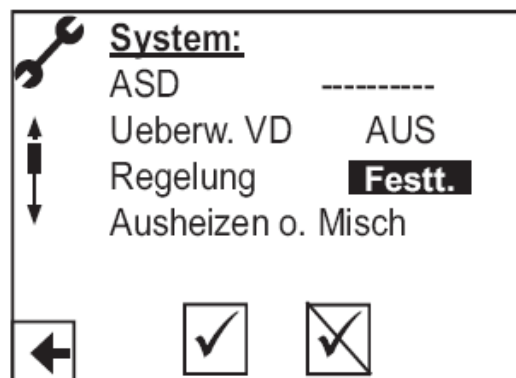 System:
ASD ----------
Ueberw. VD AUS
Regelung Festt.
Ausheizen o. Misch